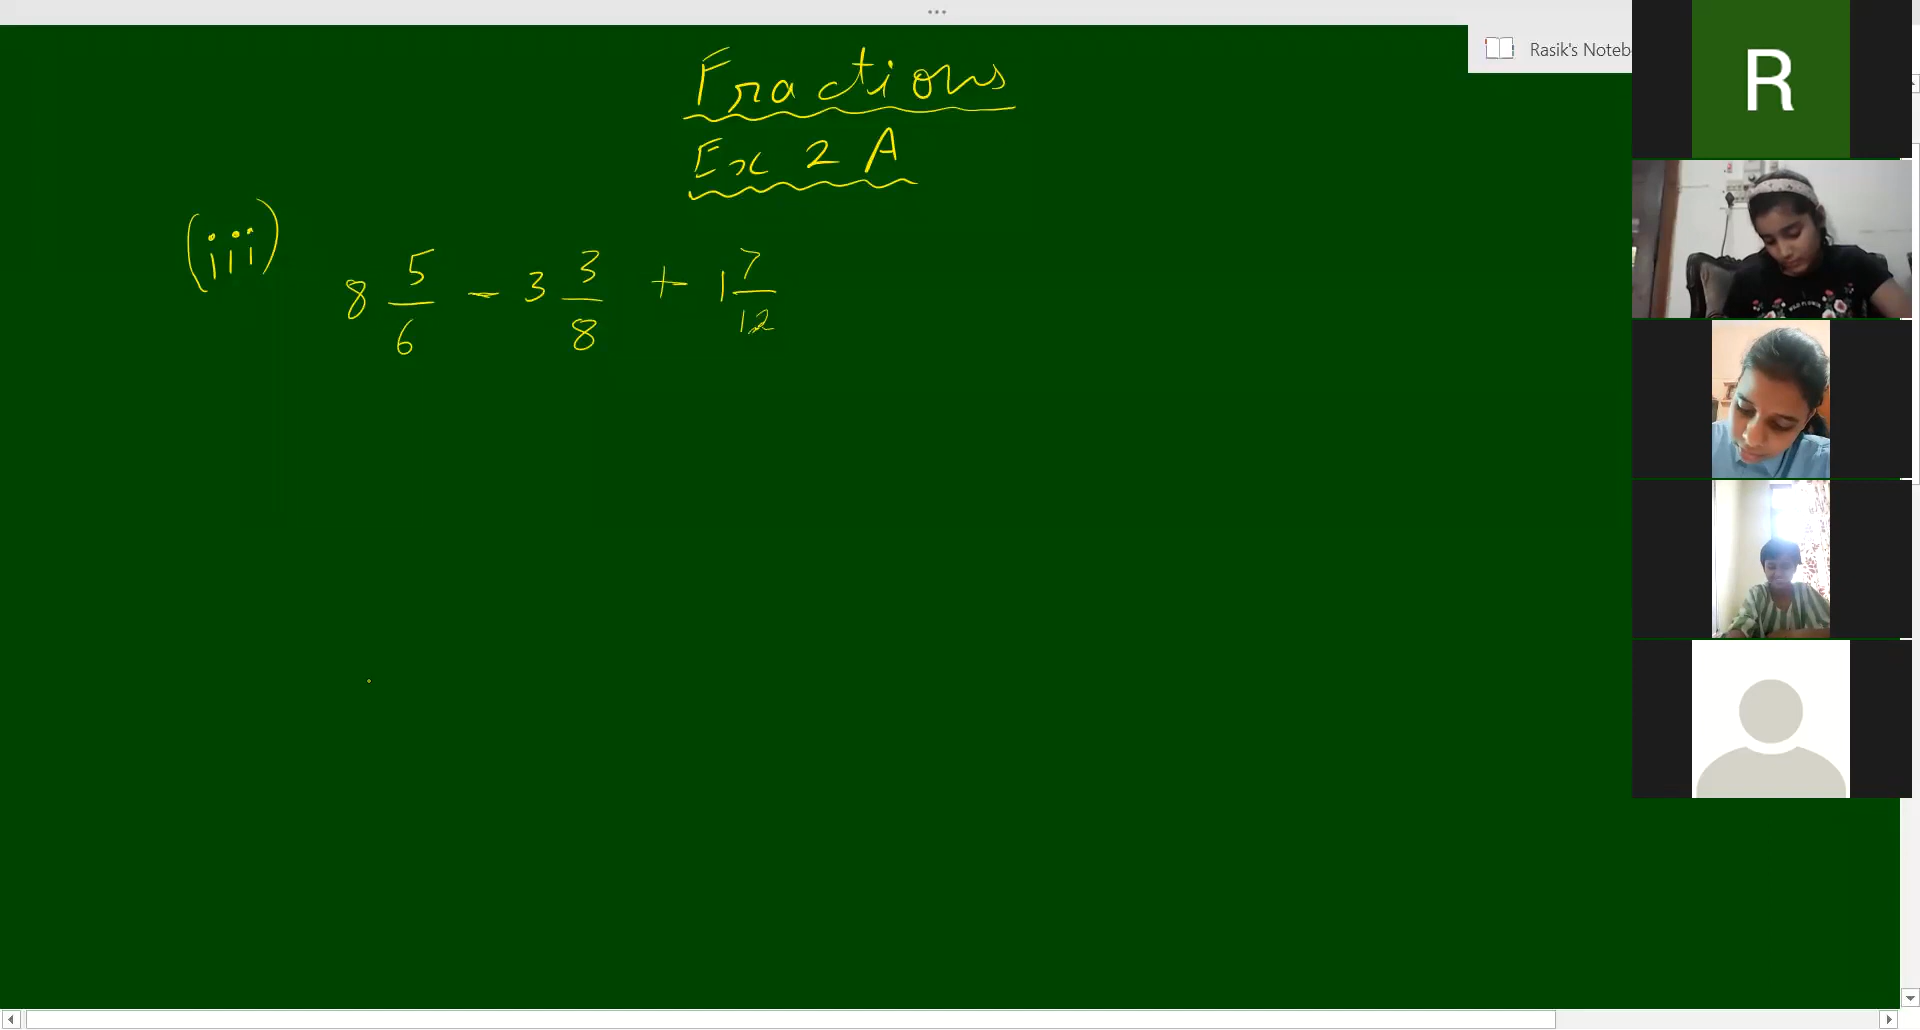 Rasik's Noteb
R
Fractions
Ex 2 A
(iii)
8 5/6 - 3 3/8 + 1 7/12